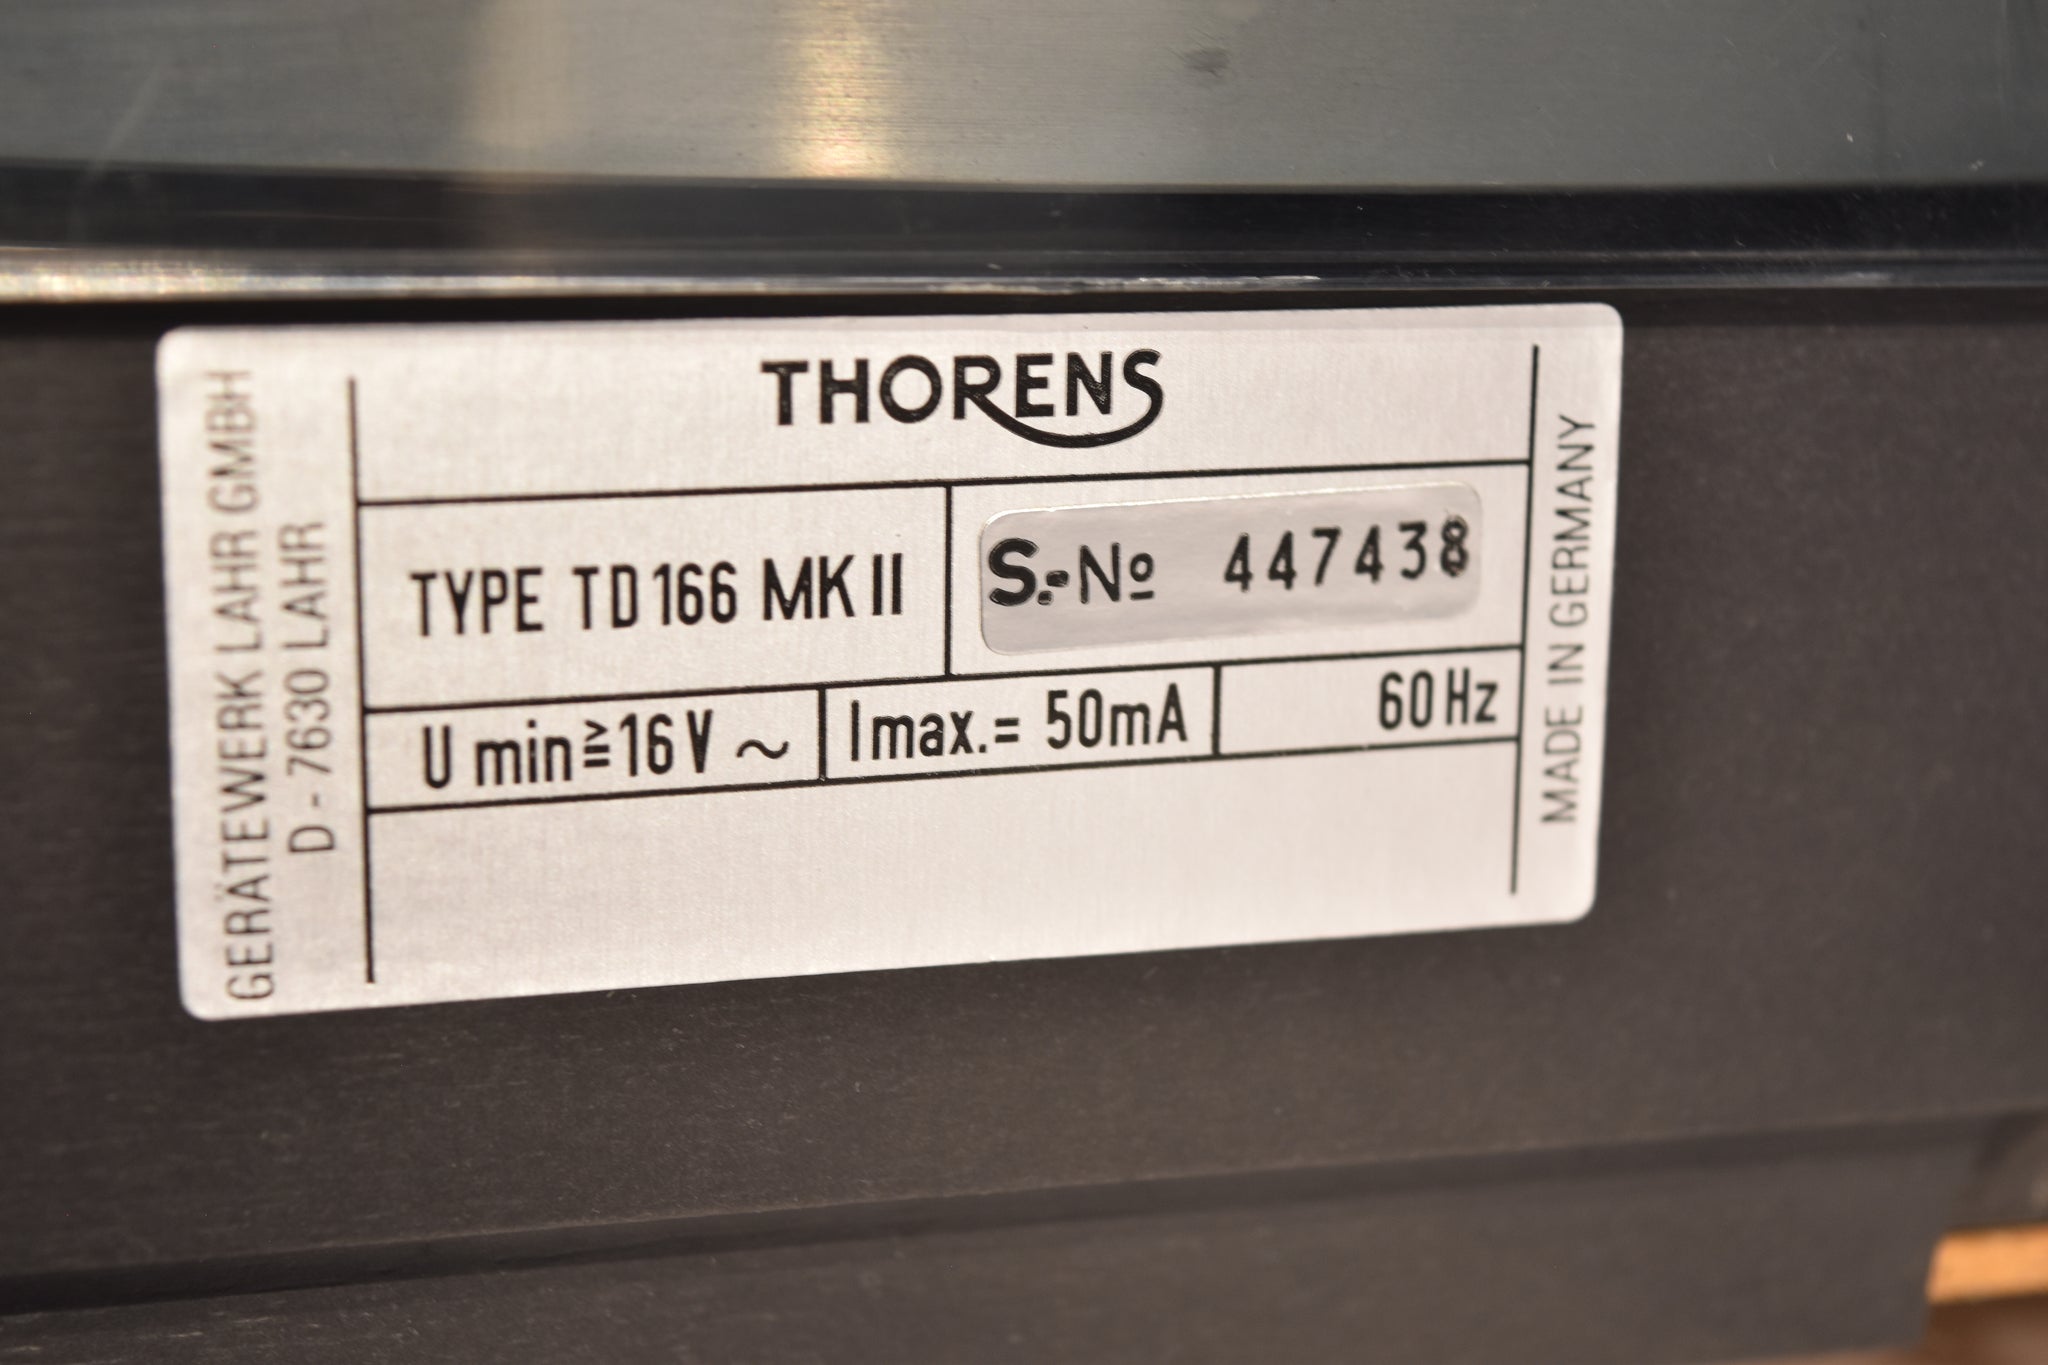 THORENS
GERÄTEWERK LAHR GMBH
D - 7630 LAHR
TYPE TD 166 MK II
S.-Nº 447438
U min ≧ 16 V ~
I max. = 50mA
60 Hz
MADE IN GERMANY